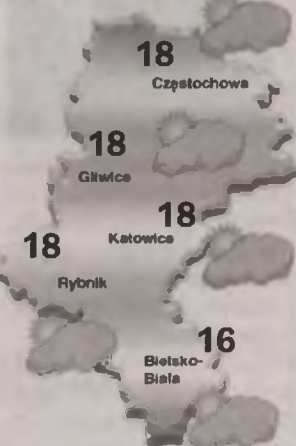 18
Częstochowa
18
Gliwice
18
Katowice
18
Rybnik
16
Bielsko-
Biała